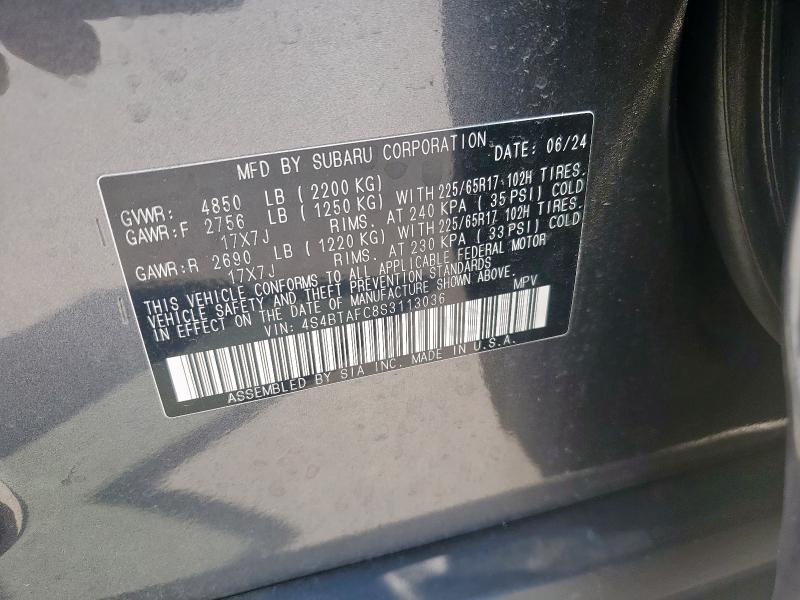 MFD BY SUBARU CORPORATION DATE: 06/24
GVWR: 4850 LB (2200 KG)
GAWR:F 2756 LB (1250 KG) WITH 225/65R17 102H TIRES.
17X7J RIMS. AT 240 KPA (35 PSI) COLD
GAWR:R 2690 LB (1220 KG) WITH 225/65R17 102H TIRES.
17X7J RIMS. AT 230 KPA (33 PSI) COLD
THIS VEHICLE CONFORMS TO ALL APPLICABLE FEDERAL MOTOR
VEHICLE SAFETY AND THEFT PREVENTION STANDARDS
IN EFFECT ON THE DATE OF MANUFACTURE SHOWN ABOVE.
VIN: 4S4BTAFC8S3113036 MPV
ASSEMBLED BY SIA INC. MADE IN U.S.A.